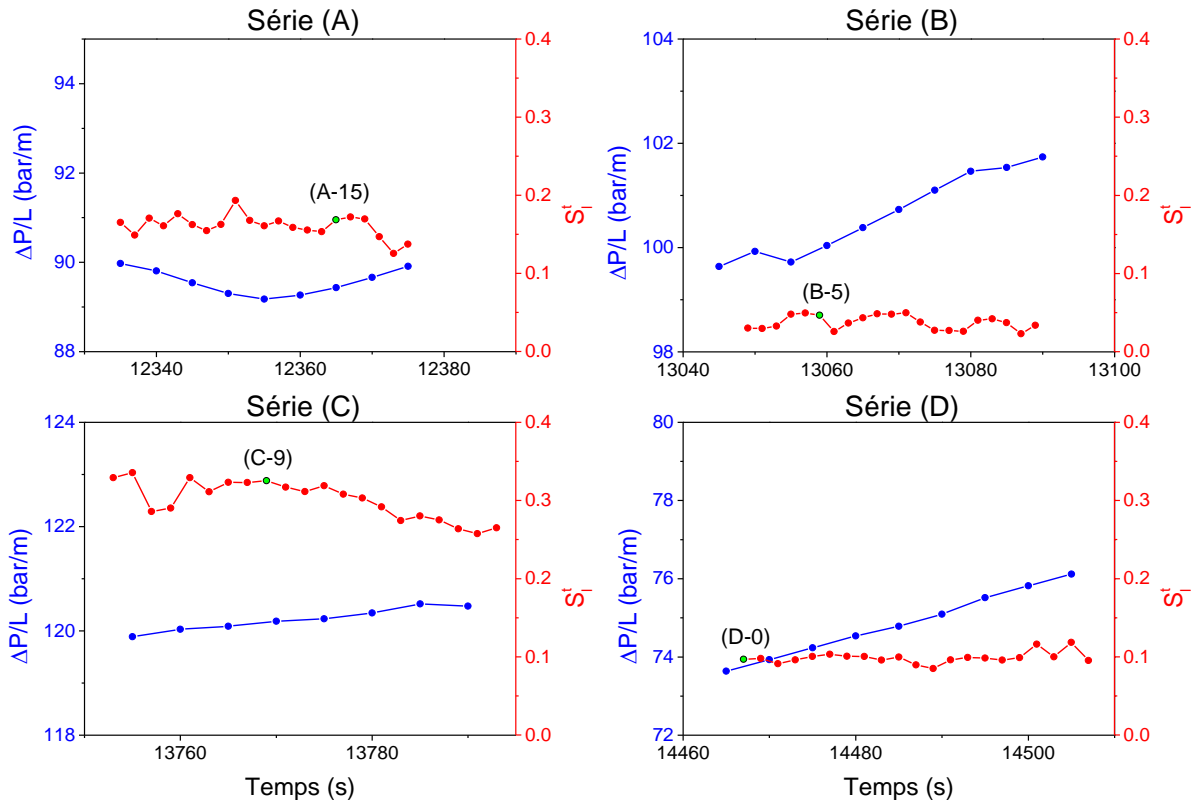 Série (A)
94
92
90
88
ΔP/L (bar/m)
0.4
0.3
0.2
0.1
0.0
S_l^t
(A-15)
12340
12360
12380
Série (B)
104
102
100
98
ΔP/L (bar/m)
0.4
0.3
0.2
0.1
0.0
S_l^t
(B-5)
13040
13060
13080
13100
Série (C)
124
122
120
118
ΔP/L (bar/m)
0.4
0.3
0.2
0.1
0.0
S_l^t
(C-9)
13760
13780
Temps (s)
Série (D)
80
78
76
74
72
ΔP/L (bar/m)
0.4
0.3
0.2
0.1
0.0
S_l^t
(D-0)
14460
14480
14500
Temps (s)